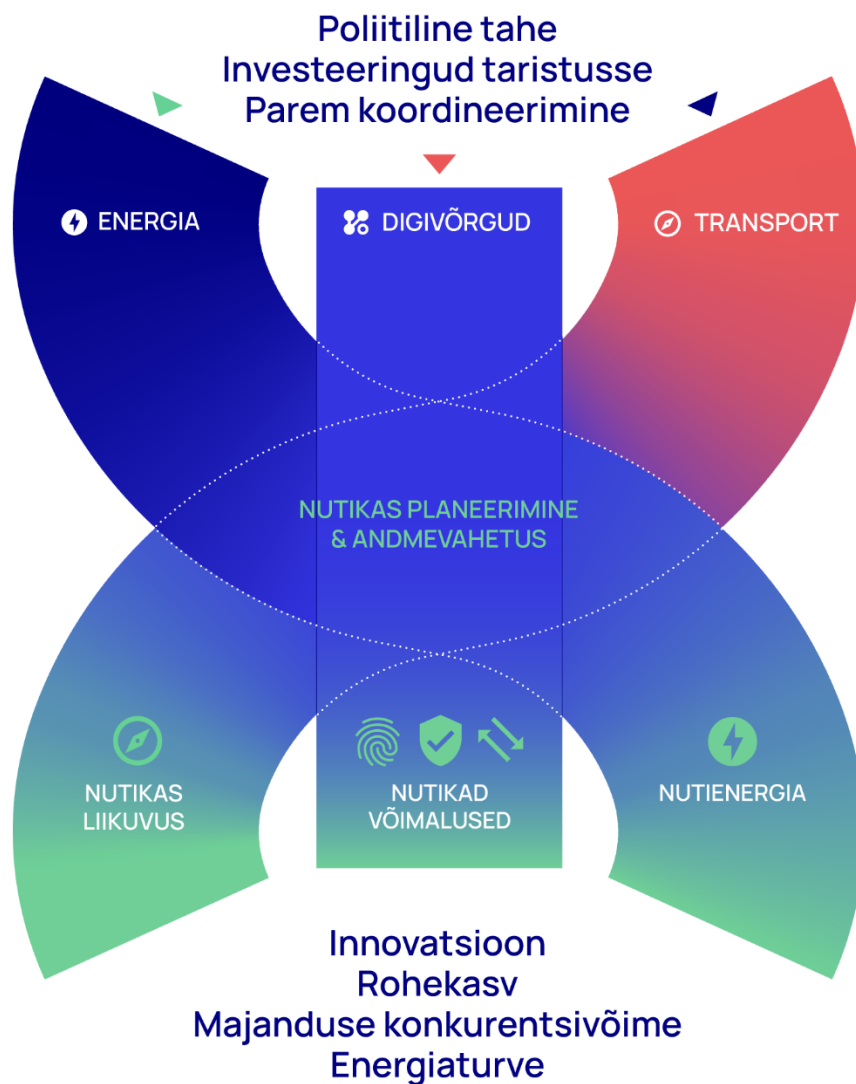 Poliitiline tahe
Investeeringud taristusse
Parem koordineerimine
ENERGIA
DIGIVÕRGUD
TRANSPORT
NUTIKAS PLANEERIMINE
& ANDMEVAHETUS
NUTIKAS
LIIKUVUS
NUTIKAD
VÕIMALUSED
NUTIENERGIA
Innovatsioon
Rohekasv
Majanduse konkurentsivõime
Energiaturve